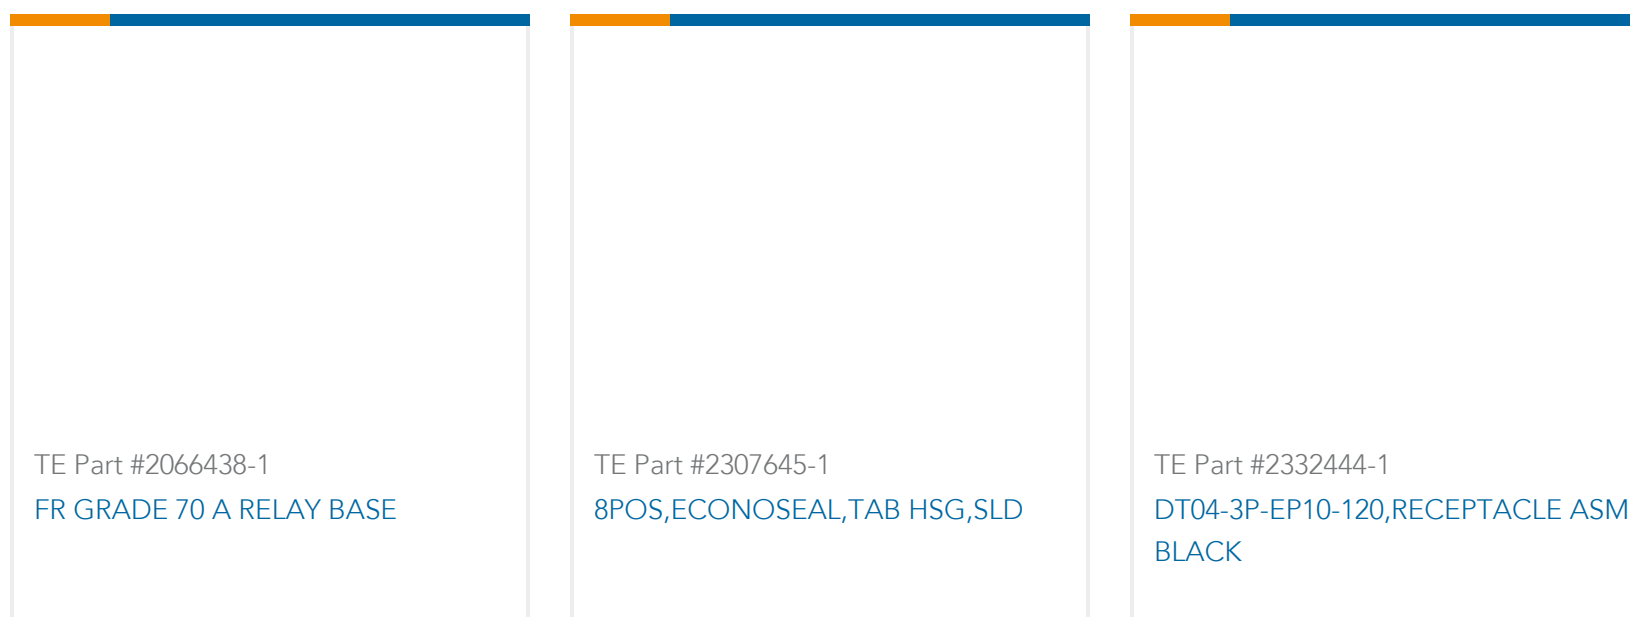 TE Part #2066438-1
FR GRADE 70 A RELAY BASE
TE Part #2307645-1
8POS,ECONOSEAL,TAB HSG,SLD
TE Part #2332444-1
DT04-3P-EP10-120,RECEPTACLE ASM
BLACK